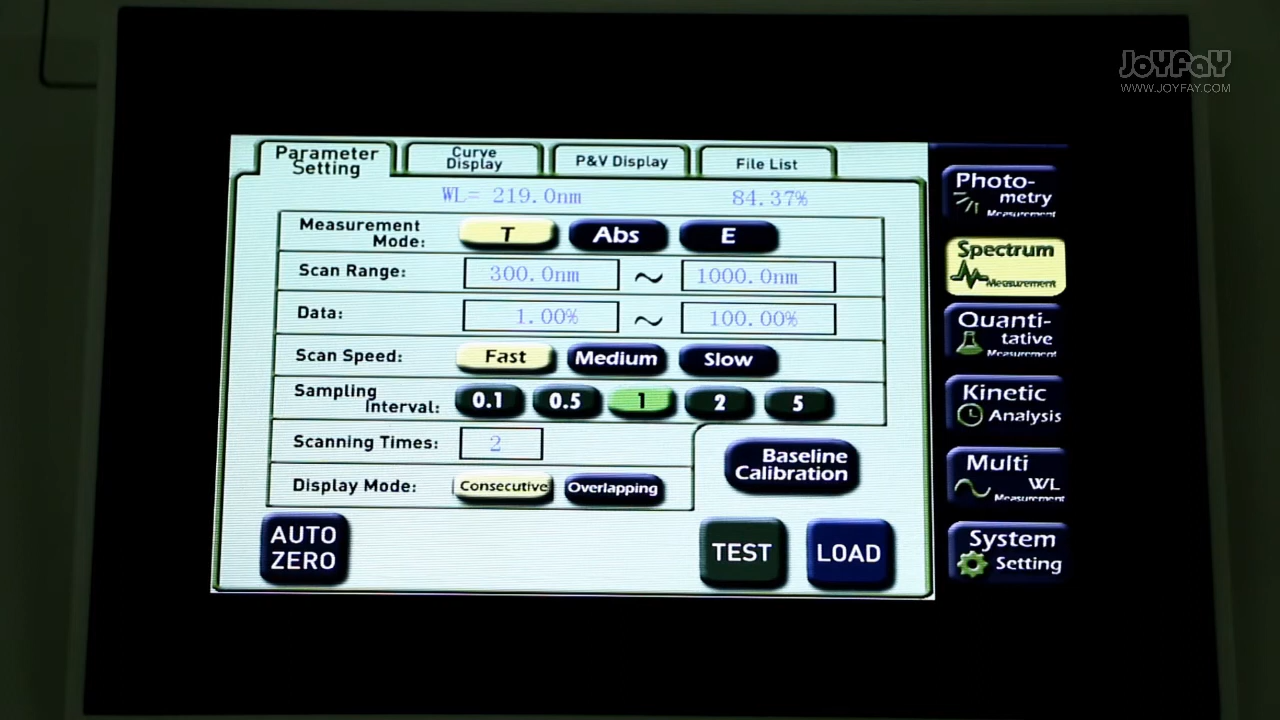 JoYFaY
WWW.JOYFAY.COM
Parameter
Setting
Curve
Display
P&V Display
File List
WL= 219.0nm
84.37%
Measurement
Mode:
T
Abs
E
Scan Range:
300.0nm
~
1000.0nm
Data:
1.00%
~
100.00%
Scan Speed:
Fast
Medium
Slow
Sampling
Interval:
0.1
0.5
1
2
5
Scanning Times:
2
Baseline
Calibration
Display Mode:
Consecutive
Overlapping
AUTO
ZERO
TEST
LOAD
Photo-
metry
Measurement
Spectrum
Measurement
Quanti-
tative
Measurement
Kinetic
Analysis
Multi
WL
Measurement
System
Setting